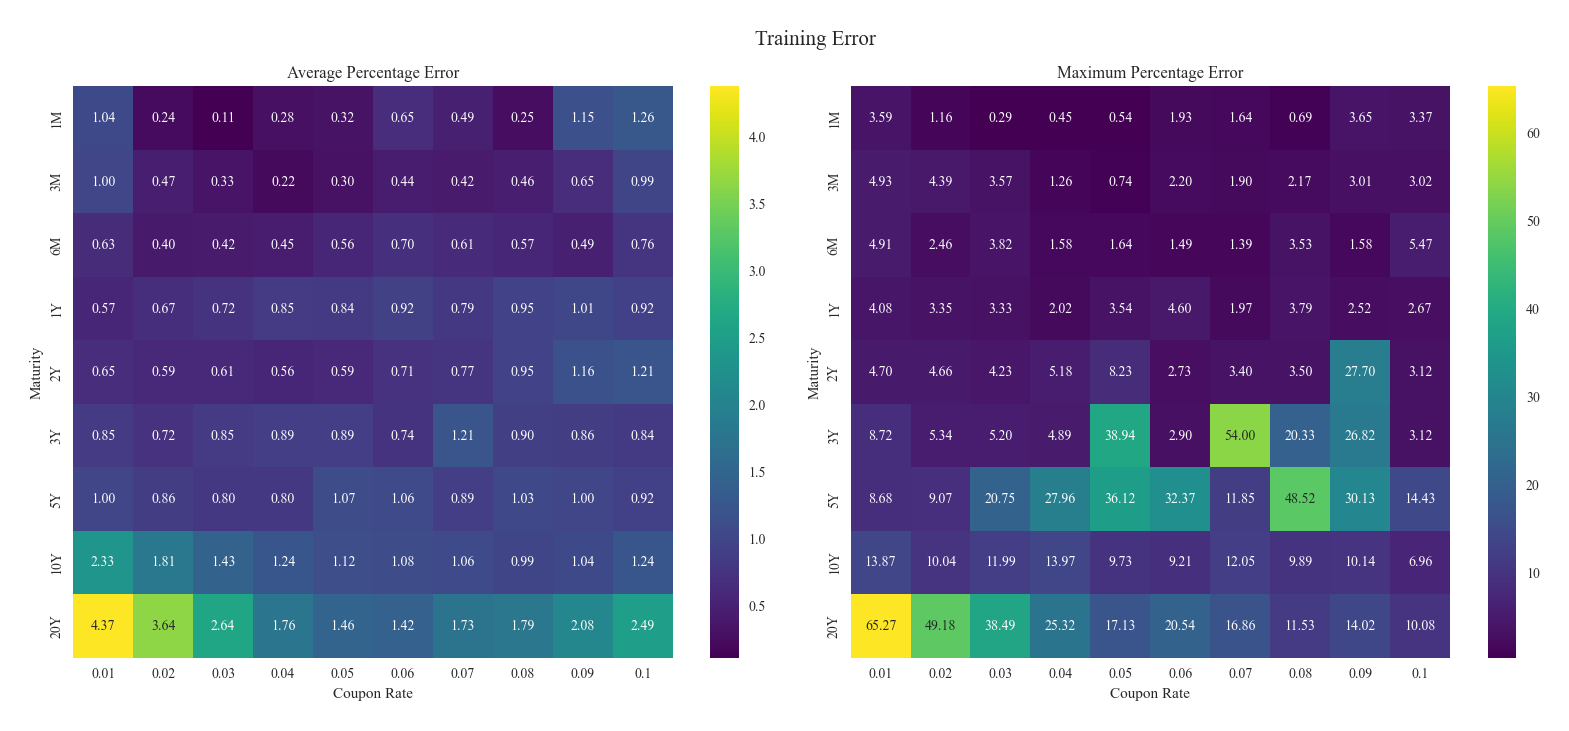 Training Error
Average Percentage Error
1M 1.04 0.24 0.11 0.28 0.32 0.65 0.49 0.25 1.15 1.26
3M 1.00 0.47 0.33 0.22 0.30 0.44 0.42 0.46 0.65 0.99
6M 0.63 0.40 0.42 0.45 0.56 0.70 0.61 0.57 0.49 0.76
1Y 0.57 0.67 0.72 0.85 0.84 0.92 0.79 0.95 1.01 0.92
2Y 0.65 0.59 0.61 0.56 0.59 0.71 0.77 0.95 1.16 1.21
3Y 0.85 0.72 0.85 0.89 0.89 0.74 1.21 0.90 0.86 0.84
5Y 1.00 0.86 0.80 0.80 1.07 1.06 0.89 1.03 1.00 0.92
10Y 2.33 1.81 1.43 1.24 1.12 1.08 1.06 0.99 1.04 1.24
20Y 4.37 3.64 2.64 1.76 1.46 1.42 1.73 1.79 2.08 2.49
0.01 0.02 0.03 0.04 0.05 0.06 0.07 0.08 0.09 0.1
Coupon Rate
Maturity
4.0
3.5
3.0
2.5
2.0
1.5
1.0
0.5
Maximum Percentage Error
1M 3.59 1.16 0.29 0.45 0.54 1.93 1.64 0.69 3.65 3.37
3M 4.93 4.39 3.57 1.26 0.74 2.20 1.90 2.17 3.01 3.02
6M 4.91 2.46 3.82 1.58 1.64 1.49 1.39 3.53 1.58 5.47
1Y 4.08 3.35 3.33 2.02 3.54 4.60 1.97 3.79 2.52 2.67
2Y 4.70 4.66 4.23 5.18 8.23 2.73 3.40 3.50 27.70 3.12
3Y 8.72 5.34 5.20 4.89 38.94 2.90 54.00 20.33 26.82 3.12
5Y 8.68 9.07 20.75 27.96 36.12 32.37 11.85 48.52 30.13 14.43
10Y 13.87 10.04 11.99 13.97 9.73 9.21 12.05 9.89 10.14 6.96
20Y 65.27 49.18 38.49 25.32 17.13 20.54 16.86 11.53 14.02 10.08
0.01 0.02 0.03 0.04 0.05 0.06 0.07 0.08 0.09 0.1
Coupon Rate
Maturity
60
50
40
30
20
10